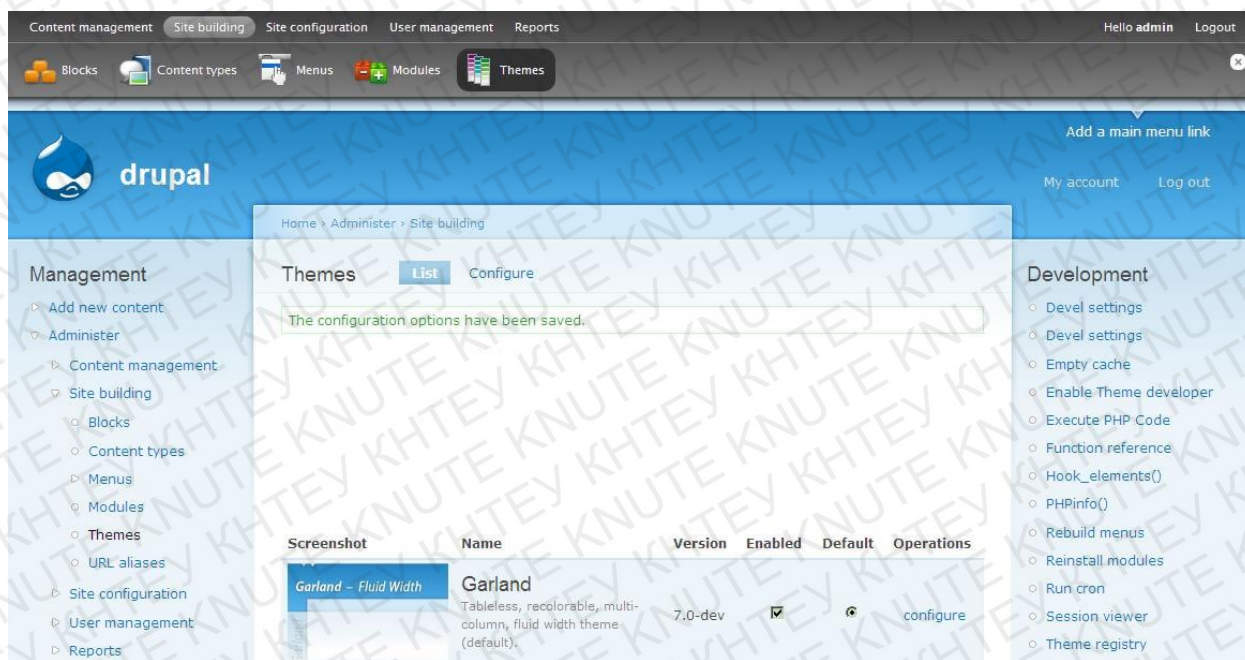 Content management Site building Site configuration User management Reports Hello admin Logout
Blocks Content types Menus Modules Themes
Add a main menu link
drupal
My account Log out
Home › Administer › Site building
Management
Add new content
Administer
Content management
Site building
Blocks
Content types
Menus
Modules
Themes
URL aliases
Site configuration
User management
Reports
Themes List Configure
The configuration options have been saved.
Screenshot Name Version Enabled Default Operations
Garland – Fluid Width
Garland
Tableless, recolorable, multi-
column, fluid width theme
(default).
7.0-dev configure
Development
Devel settings
Devel settings
Empty cache
Enable Theme developer
Execute PHP Code
Function reference
Hook_elements()
PHPinfo()
Rebuild menus
Reinstall modules
Run cron
Session viewer
Theme registry
KHTEY KNUTE KHTEY KNUTE